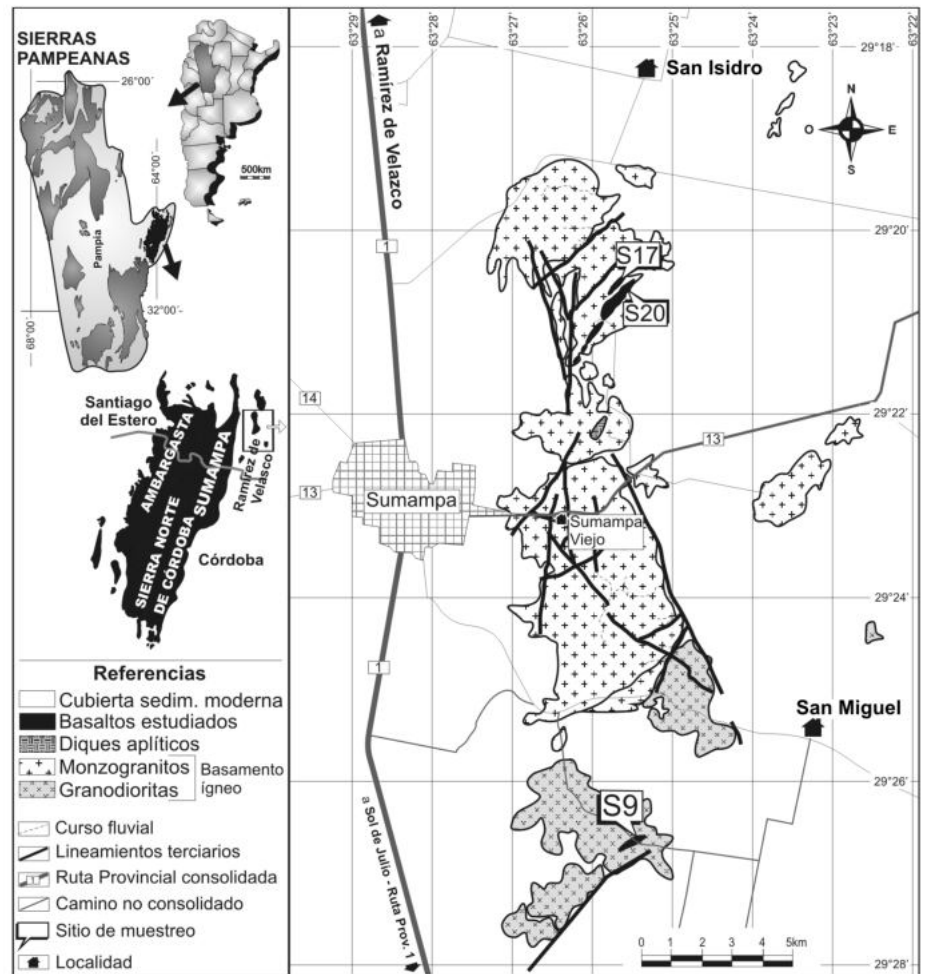 SIERRAS
PAMPEANAS
26°00´
64°00´
500km
Pampia
32°00´
68°00´
Santiago
del Estero
AMBARGASTA
SUMAMPA
Ramírez de
Velasco
SIERRA NORTE
DE CÓRDOBA
Córdoba
Referencias
Cubierta sedim. moderna
Basaltos estudiados
Diques aplíticos
Monzogranitos
Granodioritas
Basamento
ígneo
Curso fluvial
Lineamientos terciarios
Ruta Provincial consolidada
Camino no consolidado
Sitio de muestreo
Localidad
63°29´
63°28´
63°27´
63°26´
63°25´
63°24´
63°23´
63°22´
a Ramirez de Velazco
San Isidro
29°18´
N
O
E
S
29°20´
1
S17
S20
29°22´
14
13
13
Sumampa
Sumampa
Viejo
29°24´
1
San Miguel
29°26´
S9
a Sol de Julio - Ruta Prov. 1
0 1 2 3 4 5km
29°28´